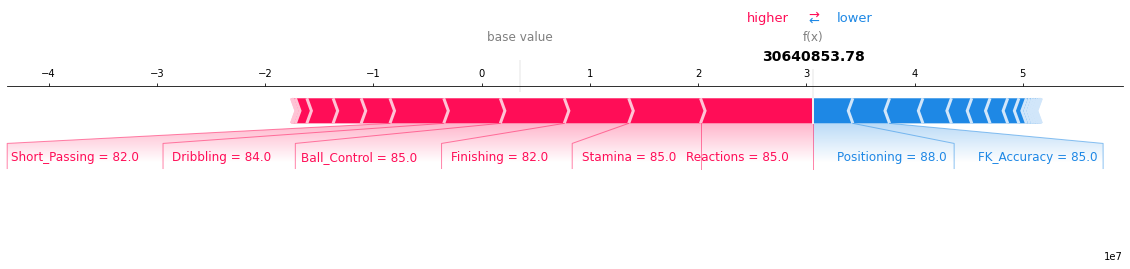 higher ⇄ lower
base value f(x)
30640853.78
−4 −3 −2 −1 0 1 2 3 4 5
Short_Passing = 82.0 Dribbling = 84.0 Ball_Control = 85.0 Finishing = 82.0 Stamina = 85.0 Reactions = 85.0 Positioning = 88.0 FK_Accuracy = 85.0
1e7